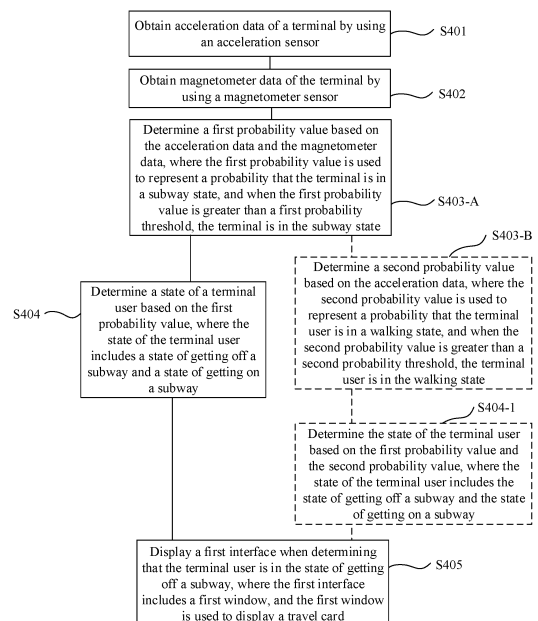 Obtain acceleration data of a terminal by using
an acceleration sensor
S401
Obtain magnetometer data of the terminal by
using a magnetometer sensor
S402
Determine a first probability value based on
the acceleration data and the magnetometer
data, where the first probability value is used
to represent a probability that the terminal is in
a subway state, and when the first probability
value is greater than a first probability
threshold, the terminal is in the subway state
S403-A
S403-B
Determine a second probability value
based on the acceleration data, where the
second probability value is used to
represent a probability that the terminal
user is in a walking state, and when the
second probability value is greater than a
second probability threshold, the terminal
user is in the walking state
S404
Determine a state of a terminal
user based on the first
probability value, where the
state of the terminal user
includes a state of getting off a
subway and a state of getting on
a subway
S404-1
Determine the state of the terminal user
based on the first probability value and
the second probability value, where the
state of the terminal user includes the
state of getting off a subway and the state
of getting on a subway
Display a first interface when determining
that the terminal user is in the state of getting
off a subway, where the first interface
includes a first window, and the first window
is used to display a travel card
S405